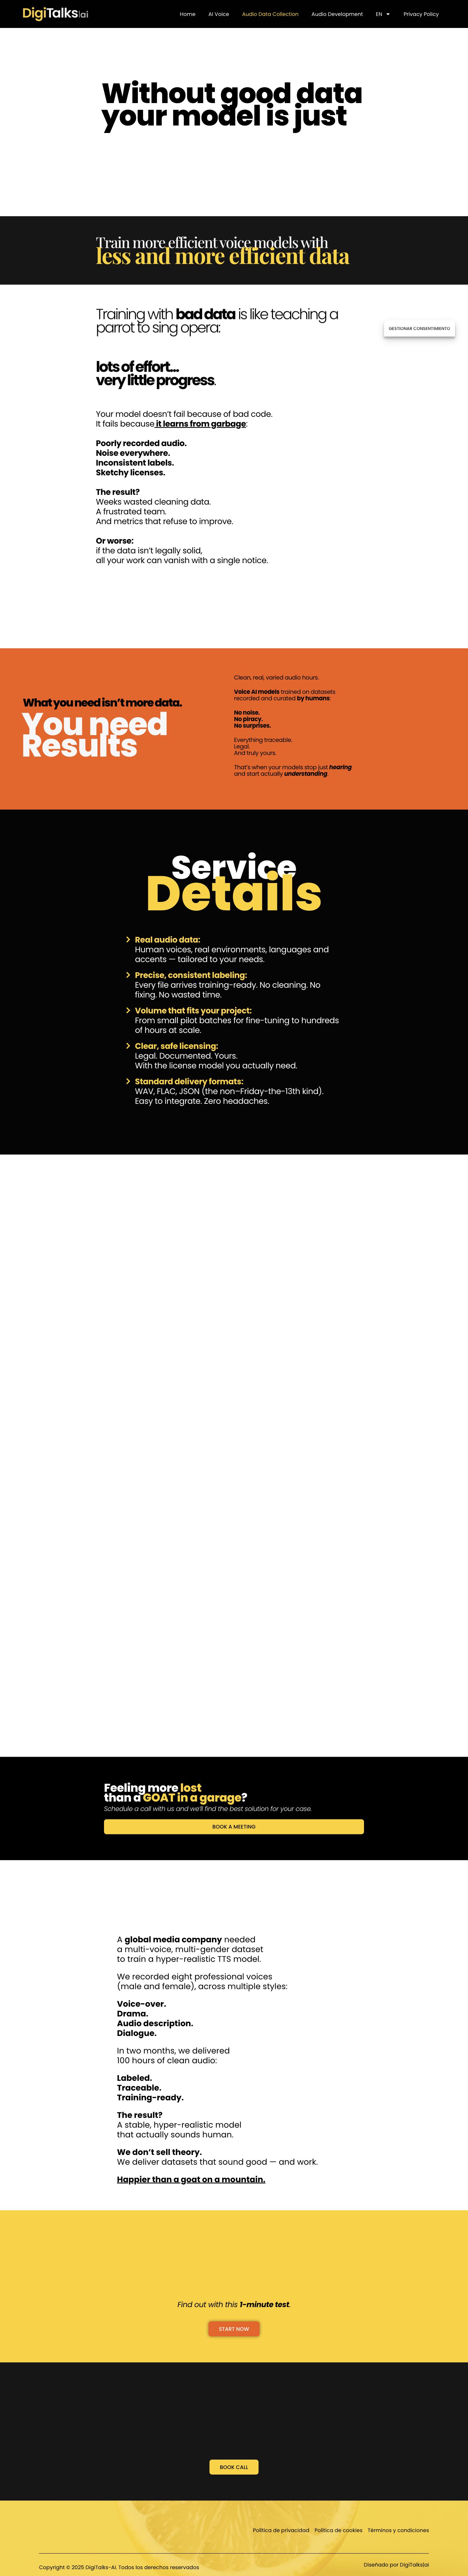 DigiTalks|ai
Home
AI Voice
Audio Data Collection
Audio Development
EN
Privacy Policy
Without good data
your model is just
Train more efficient voice models with
less and more efficient data
Training with bad data is like teaching a
parrot to sing opera:
GESTIONAR CONSENTIMIENTO
lots of effort...
very little progress.
Your model doesn’t fail because of bad code.
It fails because it learns from garbage:
Poorly recorded audio.
Noise everywhere.
Inconsistent labels.
Sketchy licenses.
The result?
Weeks wasted cleaning data.
A frustrated team.
And metrics that refuse to improve.
Or worse:
if the data isn’t legally solid,
all your work can vanish with a single notice.
What you need isn’t more data.
You need
Results
Clean, real, varied audio hours.
Voice AI models trained on datasets
recorded and curated by humans.
No noise.
No piracy.
No surprises.
Everything traceable.
Legal.
And truly yours.
That’s when your models stop just hearing
and start actually understanding.
Service
Details
Real audio data:
Human voices, real environments, languages and
accents — tailored to your needs.
Precise, consistent labeling:
Every file arrives training-ready. No cleaning. No
fixing. No wasted time.
Volume that fits your project:
From small pilot batches for fine-tuning to hundreds
of hours at scale.
Clear, safe licensing:
Legal. Documented. Yours.
With the license model you actually need.
Standard delivery formats:
WAV, FLAC, JSON (the non–Friday-the-13th kind).
Easy to integrate. Zero headaches.
Feeling more lost
than a GOAT in a garage?
Schedule a call with us and we’ll find the best solution for your case.
BOOK A MEETING
A global media company needed
a multi-voice, multi-gender dataset
to train a hyper-realistic TTS model.
We recorded eight professional voices
(male and female), across multiple styles:
Voice-over.
Drama.
Audio description.
Dialogue.
In two months, we delivered
100 hours of clean audio:
Labeled.
Traceable.
Training-ready.
The result?
A stable, hyper-realistic model
that actually sounds human.
We don’t sell theory.
We deliver datasets that sound good — and work.
Happier than a goat on a mountain.
Find out with this 1-minute test.
START NOW
BOOK CALL
Política de privacidad
Política de cookies
Términos y condiciones
Copyright © 2025 DigiTalks-AI. Todos los derechos reservados
Diseñado por DigiTalks|ai